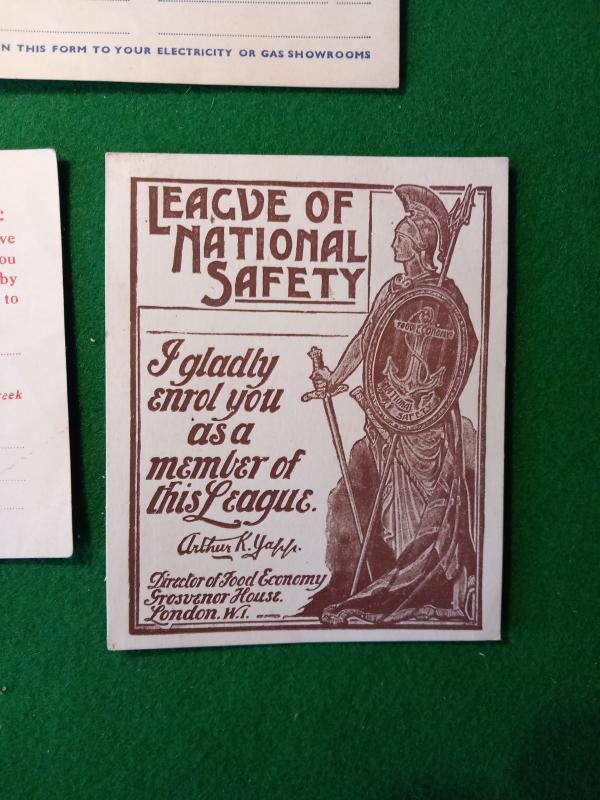 N THIS FORM TO YOUR ELECTRICITY OR GAS SHOWROOMS
ve
ou
by
to
eek
LEAGVE OF
NATIONAL
SAFETY
I gladly
enrol you
as a
member of
this League.
Arthur K. Yapp.
Director of Food Economy
Grosvenor House.
London. W.1.
FOOD ECONOMY
NATIONAL
SAFETY